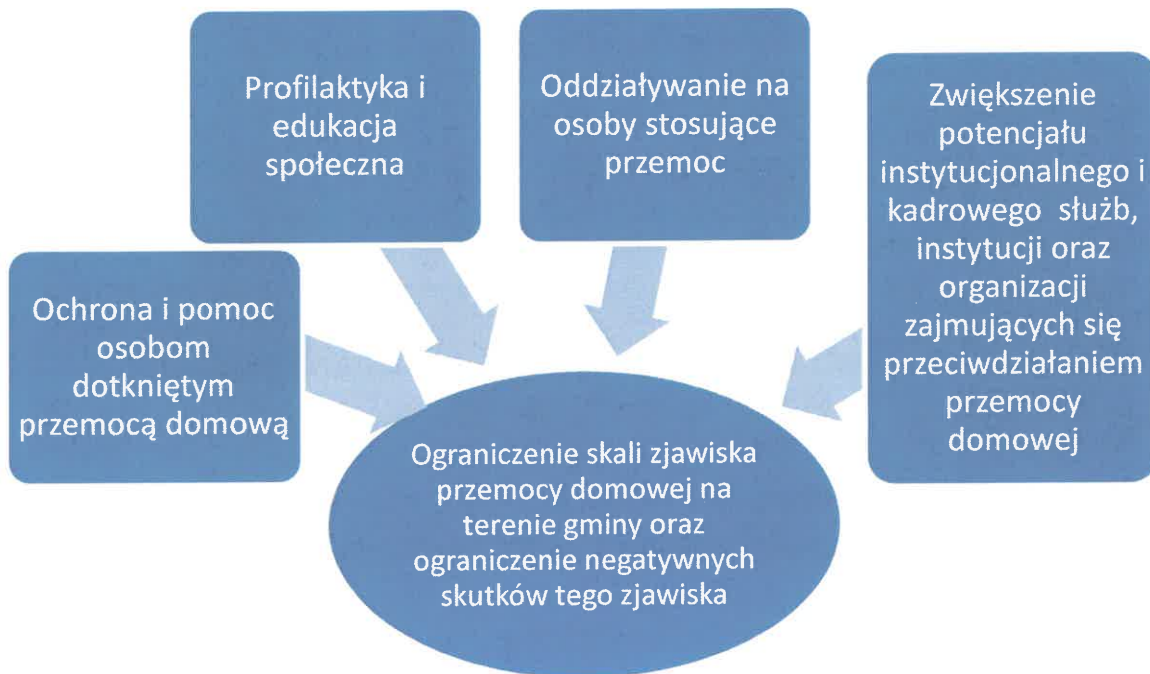 Profilaktyka i
edukacja
społeczna
Oddziaływanie na
osoby stosujące
przemoc
Zwiększenie
potencjału
instytucjonalnego i
kadrowego służb,
instytucji oraz
organizacji
zajmujących się
przeciwdziałaniem
przemocy
domowej
Ochrona i pomoc
osobom
dotkniętym
przemocą domową
Ograniczenie skali zjawiska
przemocy domowej na
terenie gminy oraz
ograniczenie negatywnych
skutków tego zjawiska